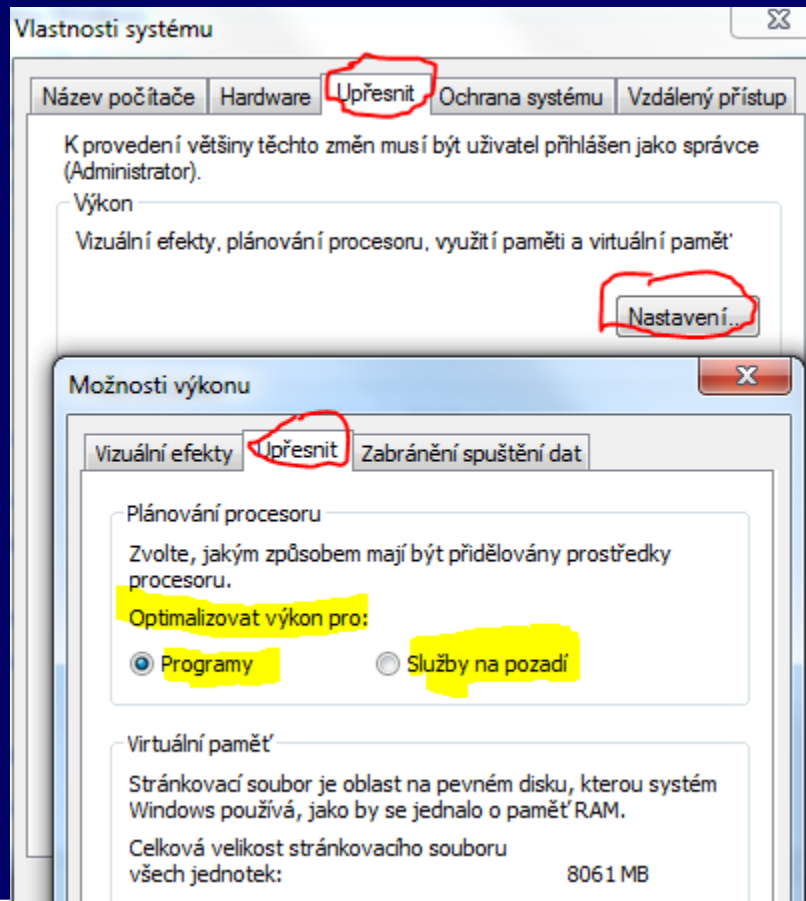 Vlastnosti systému
Název počítače
Hardware
Upřesnit
Ochrana systému
Vzdálený přístup
K provedení většiny těchto změn musí být uživatel přihlášen jako správce
(Administrator).
Výkon
Vizuální efekty, plánování procesoru, využití paměti a virtuální paměť
Nastavení...
Možnosti výkonu
Vizuální efekty
Upřesnit
Zabránění spuštění dat
Plánování procesoru
Zvolte, jakým způsobem mají být přidělovány prostředky
procesoru.
Optimalizovat výkon pro:
Programy
Služby na pozadí
Virtuální paměť
Stránkovací soubor je oblast na pevném disku, kterou systém
Windows používá, jako by se jednalo o paměť RAM.
Celková velikost stránkovacího souboru
všech jednotek: 8061 MB